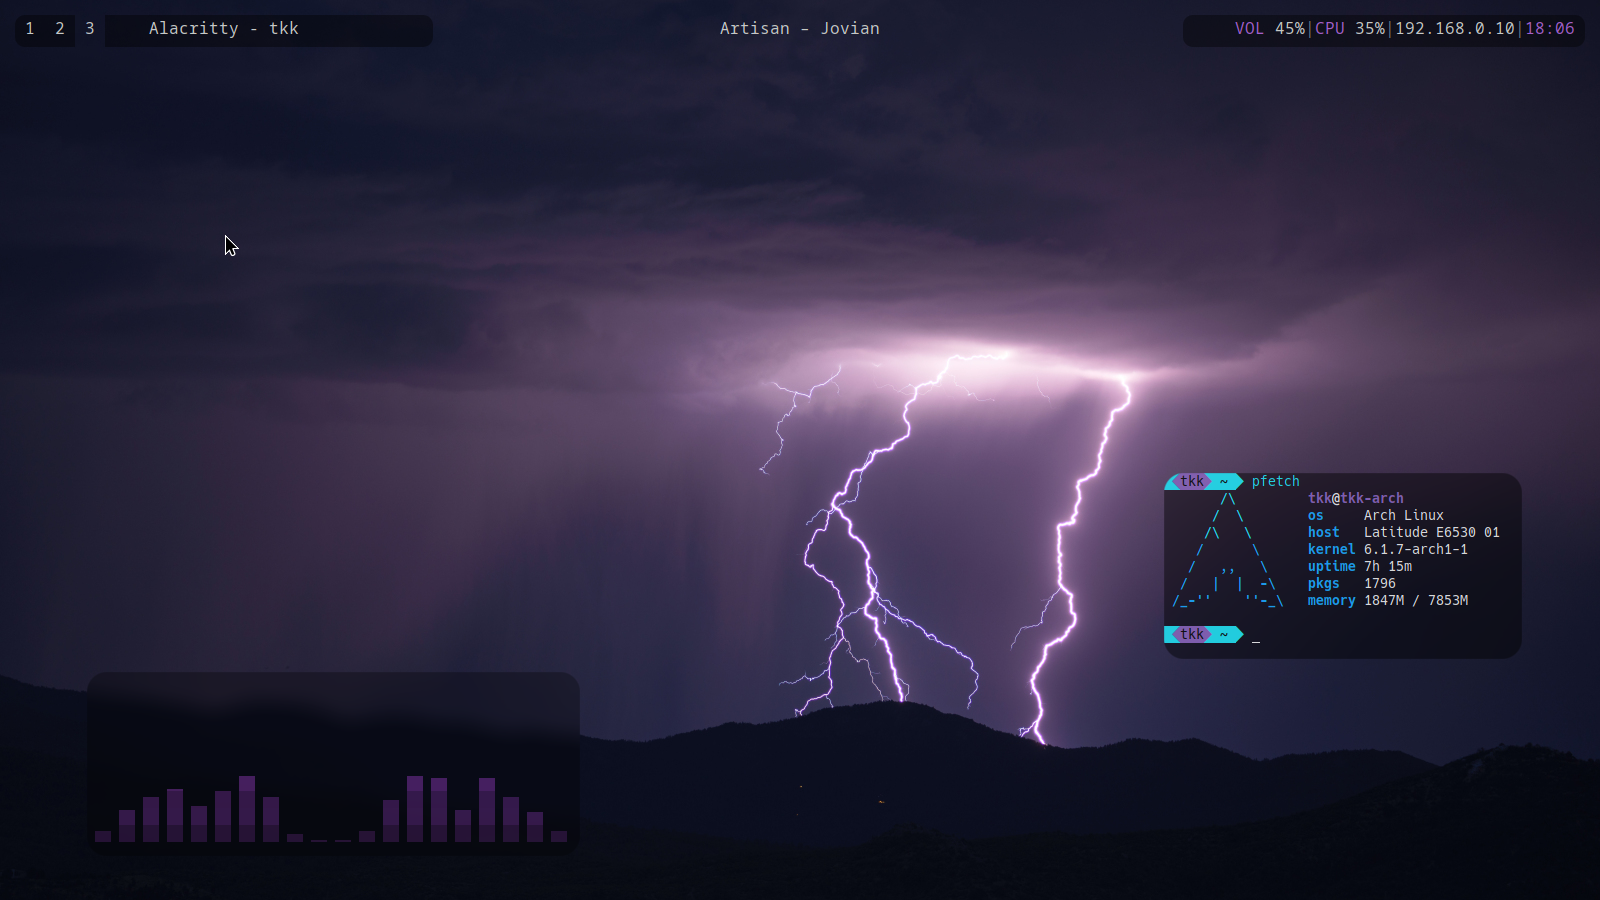 1 2 3 Alacritty - tkk
Artisan – Jovian
VOL 45%|CPU 35%|192.168.0.10|18:06
tkk ~ pfetch
/\ tkk@tkk-arch
/ \ os Arch Linux
/\ \ host Latitude E6530 01
/ \ kernel 6.1.7-arch1-1
/ ,, \ uptime 7h 15m
/ | | -\ pkgs 1796
/_-'' ''-_\ memory 1847M / 7853M
tkk ~ _